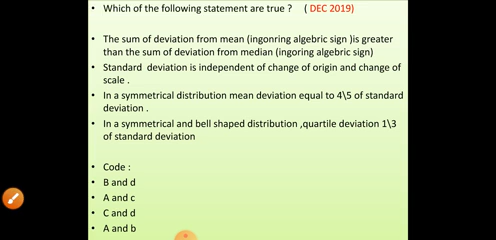 • Which of the following statement are true ? ( DEC 2019)
• The sum of deviation from mean (ingonring algebric sign )is greater
than the sum of deviation from median (ingoring algebric sign)
• Standard deviation is independent of change of origin and change of
scale .
• In a symmetrical distribution mean deviation equal to 4\5 of standard
deviation .
• In a symmetrical and bell shaped distribution ,quartile deviation 1\3
of standard deviation
• Code :
• B and d
• A and c
• C and d
• A and b